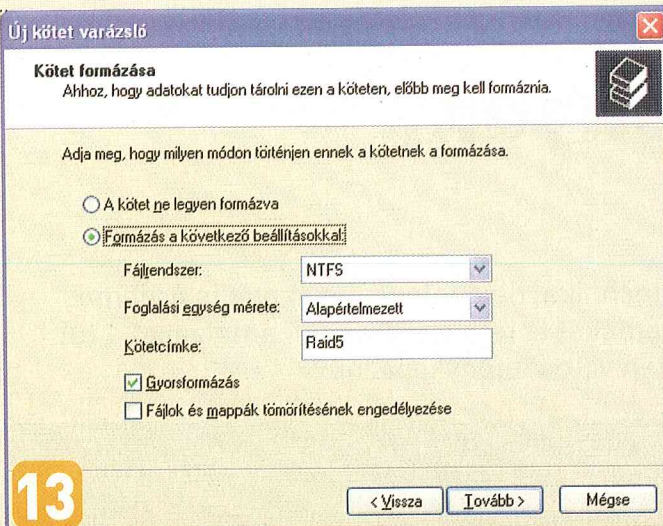 Új kötet varázsló
Kötet formázása
Ahhoz, hogy adatokat tudjon tárolni ezen a köteten, előbb meg kell formáznia.
Adja meg, hogy milyen módon történjen ennek a kötetnek a formázása.
A kötet ne legyen formázva
Formázás a következő beállításokkal:
Fájlrendszer: NTFS
Foglalási egység mérete: Alapértelmezett
Kötetcímke: Raid5
Gyorsformázás
Fájlok és mappák tömörítésének engedélyezése
13
< Vissza Tovább > Mégse